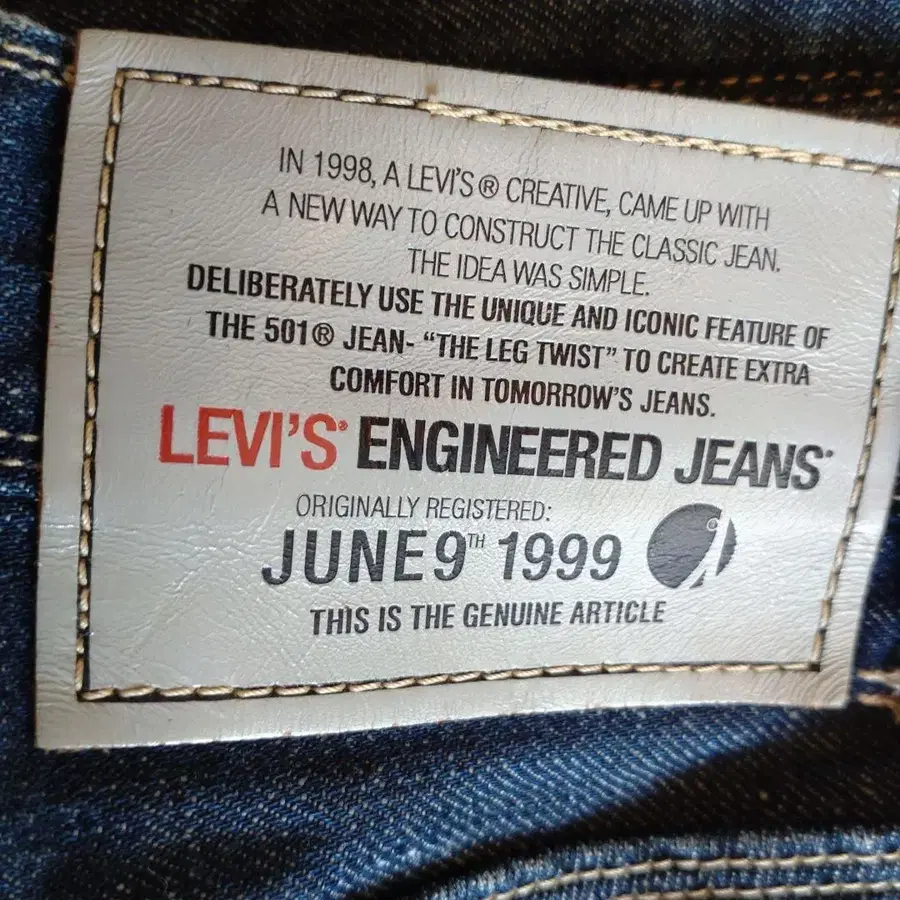 IN 1998, A LEVI'S® CREATIVE, CAME UP WITH
A NEW WAY TO CONSTRUCT THE CLASSIC JEAN.
THE IDEA WAS SIMPLE.
DELIBERATELY USE THE UNIQUE AND ICONIC FEATURE OF
THE 501® JEAN- “THE LEG TWIST” TO CREATE EXTRA
COMFORT IN TOMORROW'S JEANS.
LEVI'S® ENGINEERED JEANS™
ORIGINALLY REGISTERED:
JUNE 9TH 1999
THIS IS THE GENUINE ARTICLE